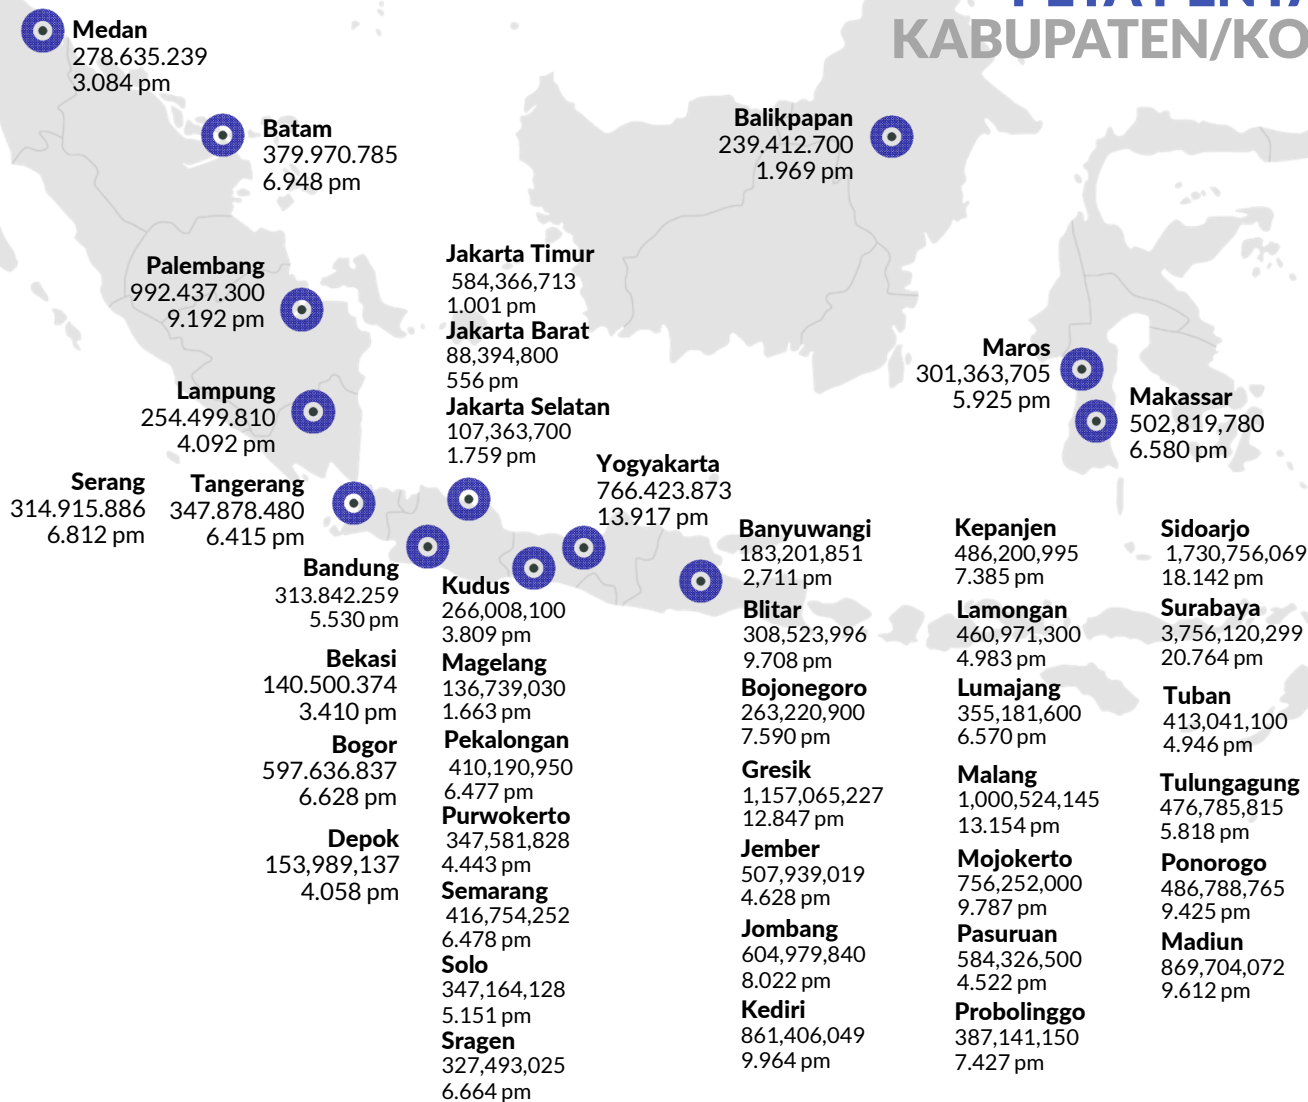 KABUPATEN/KO
Medan
278.635.239
3.084 pm
Batam
379.970.785
6.948 pm
Balikpapan
239.412.700
1.969 pm
Palembang
992.437.300
9.192 pm
Lampung
254.499.810
4.092 pm
Serang
314.915.886
6.812 pm
Tangerang
347.878.480
6.415 pm
Jakarta Timur
584,366,713
1.001 pm
Jakarta Barat
88,394,800
556 pm
Jakarta Selatan
107,363,700
1.759 pm
Yogyakarta
766.423.873
13.917 pm
Maros
301,363,705
5.925 pm
Makassar
502,819,780
6.580 pm
Bandung
313.842.259
5.530 pm
Bekasi
140.500.374
3.410 pm
Bogor
597.636.837
6.628 pm
Depok
153,989,137
4.058 pm
Kudus
266,008,100
3.809 pm
Magelang
136,739,030
1.663 pm
Pekalongan
410,190,950
6.477 pm
Purwokerto
347,581,828
4.443 pm
Semarang
416,754,252
6.478 pm
Solo
347,164,128
5.151 pm
Sragen
327,493,025
6.664 pm
Banyuwangi
183,201,851
2,711 pm
Blitar
308,523,996
9.708 pm
Bojonegoro
263,220,900
7.590 pm
Gresik
1,157,065,227
12.847 pm
Jember
507,939,019
4.628 pm
Jombang
604,979,840
8.022 pm
Kediri
861,406,049
9.964 pm
Kepanjen
486,200,995
7.385 pm
Lamongan
460,971,300
4.983 pm
Lumajang
355,181,600
6.570 pm
Malang
1,000,524,145
13.154 pm
Mojokerto
756,252,000
9.787 pm
Pasuruan
584,326,500
4.522 pm
Probolinggo
387,141,150
7.427 pm
Sidoarjo
1,730,756,069
18.142 pm
Surabaya
3,756,120,299
20.764 pm
Tuban
413,041,100
4.946 pm
Tulungagung
476,785,815
5.818 pm
Ponorogo
486,788,765
9.425 pm
Madiun
869,704,072
9.612 pm